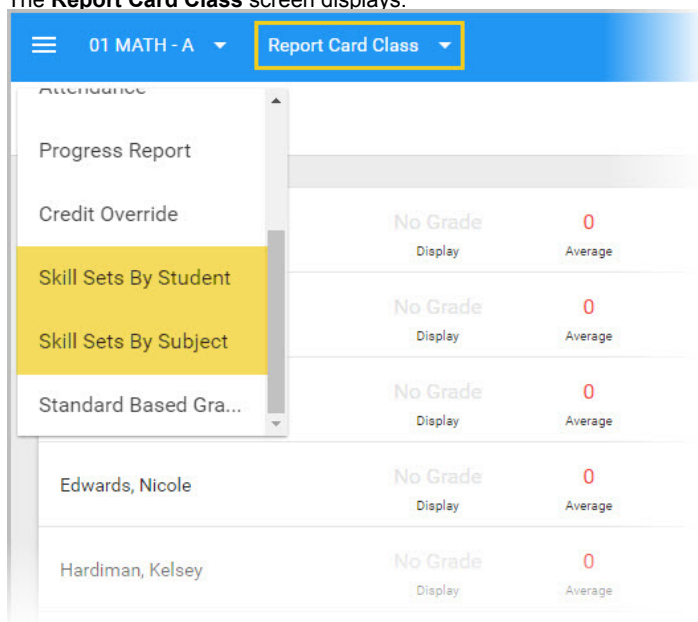 The Report Card Class screen displays.
01 MATH - A Report Card Class
Attendance
Progress Report
Credit Override
No Grade 0
Display Average
Skill Sets By Student
No Grade 0
Display Average
Skill Sets By Subject
No Grade 0
Standard Based Gra...
Display Average
Edwards, Nicole No Grade 0
Display Average
Hardiman, Kelsey No Grade 0
Display Average